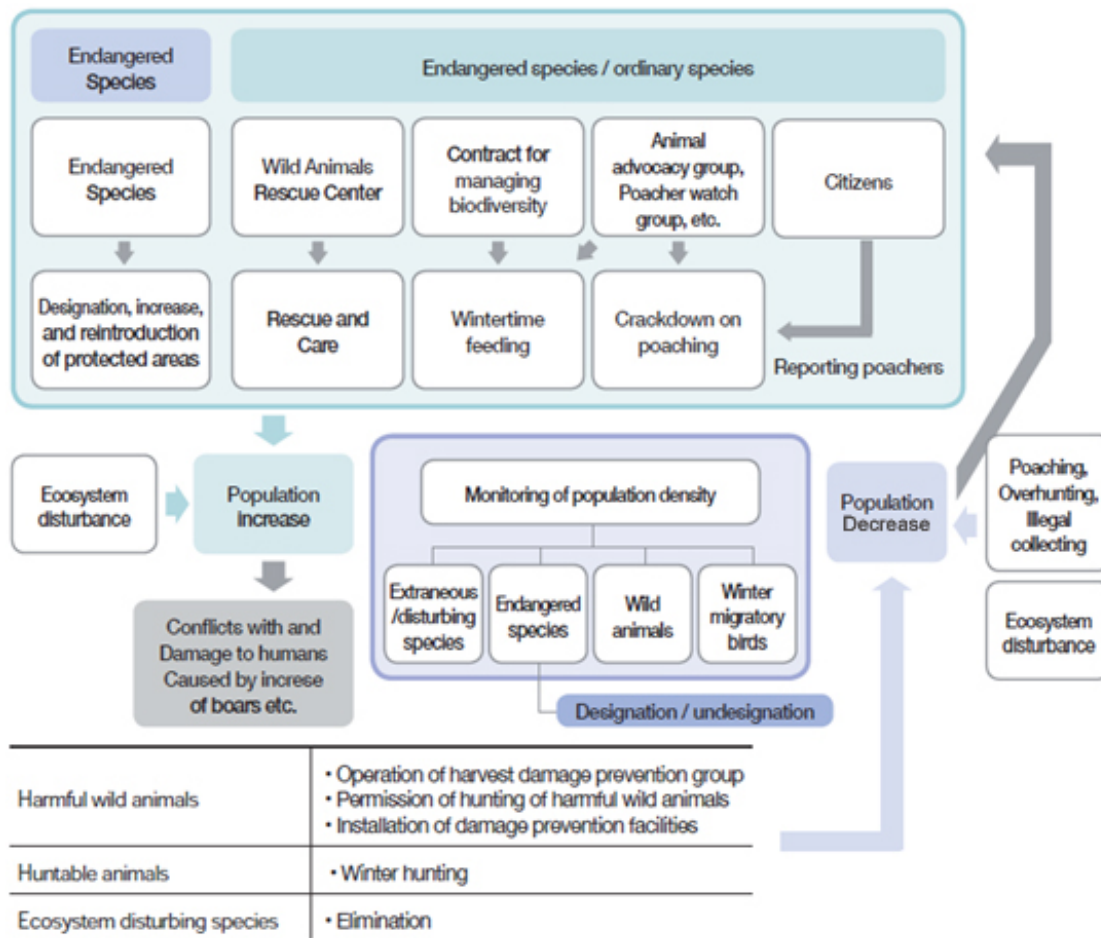 Endangered
Species
Endangered species / ordinary species
Endangered
Species
Wild Animals
Rescue Center
Contract for
managing
biodiversity
Animal
advocacy group,
Poacher watch
group, etc.
Citizens
Designation, increase,
and reintroduction
of protected areas
Rescue and
Care
Wintertime
feeding
Crackdown on
poaching
Reporting poachers
Ecosystem
disturbance
Population
Increase
Monitoring of population density
Extraneous
/disturbing
species
Endangered
species
Wild
animals
Winter
migratory
birds
Designation / undesignation
Population
Decrease
Poaching,
Overhunting,
Illegal
collecting
Ecosystem
disturbance
Conflicts with and
Damage to humans
Caused by increse
of boars etc.
Harmful wild animals
• Operation of harvest damage prevention group
• Permission of hunting of harmful wild animals
• Installation of damage prevention facilities
Huntable animals
• Winter hunting
Ecosystem disturbing species
• Elimination